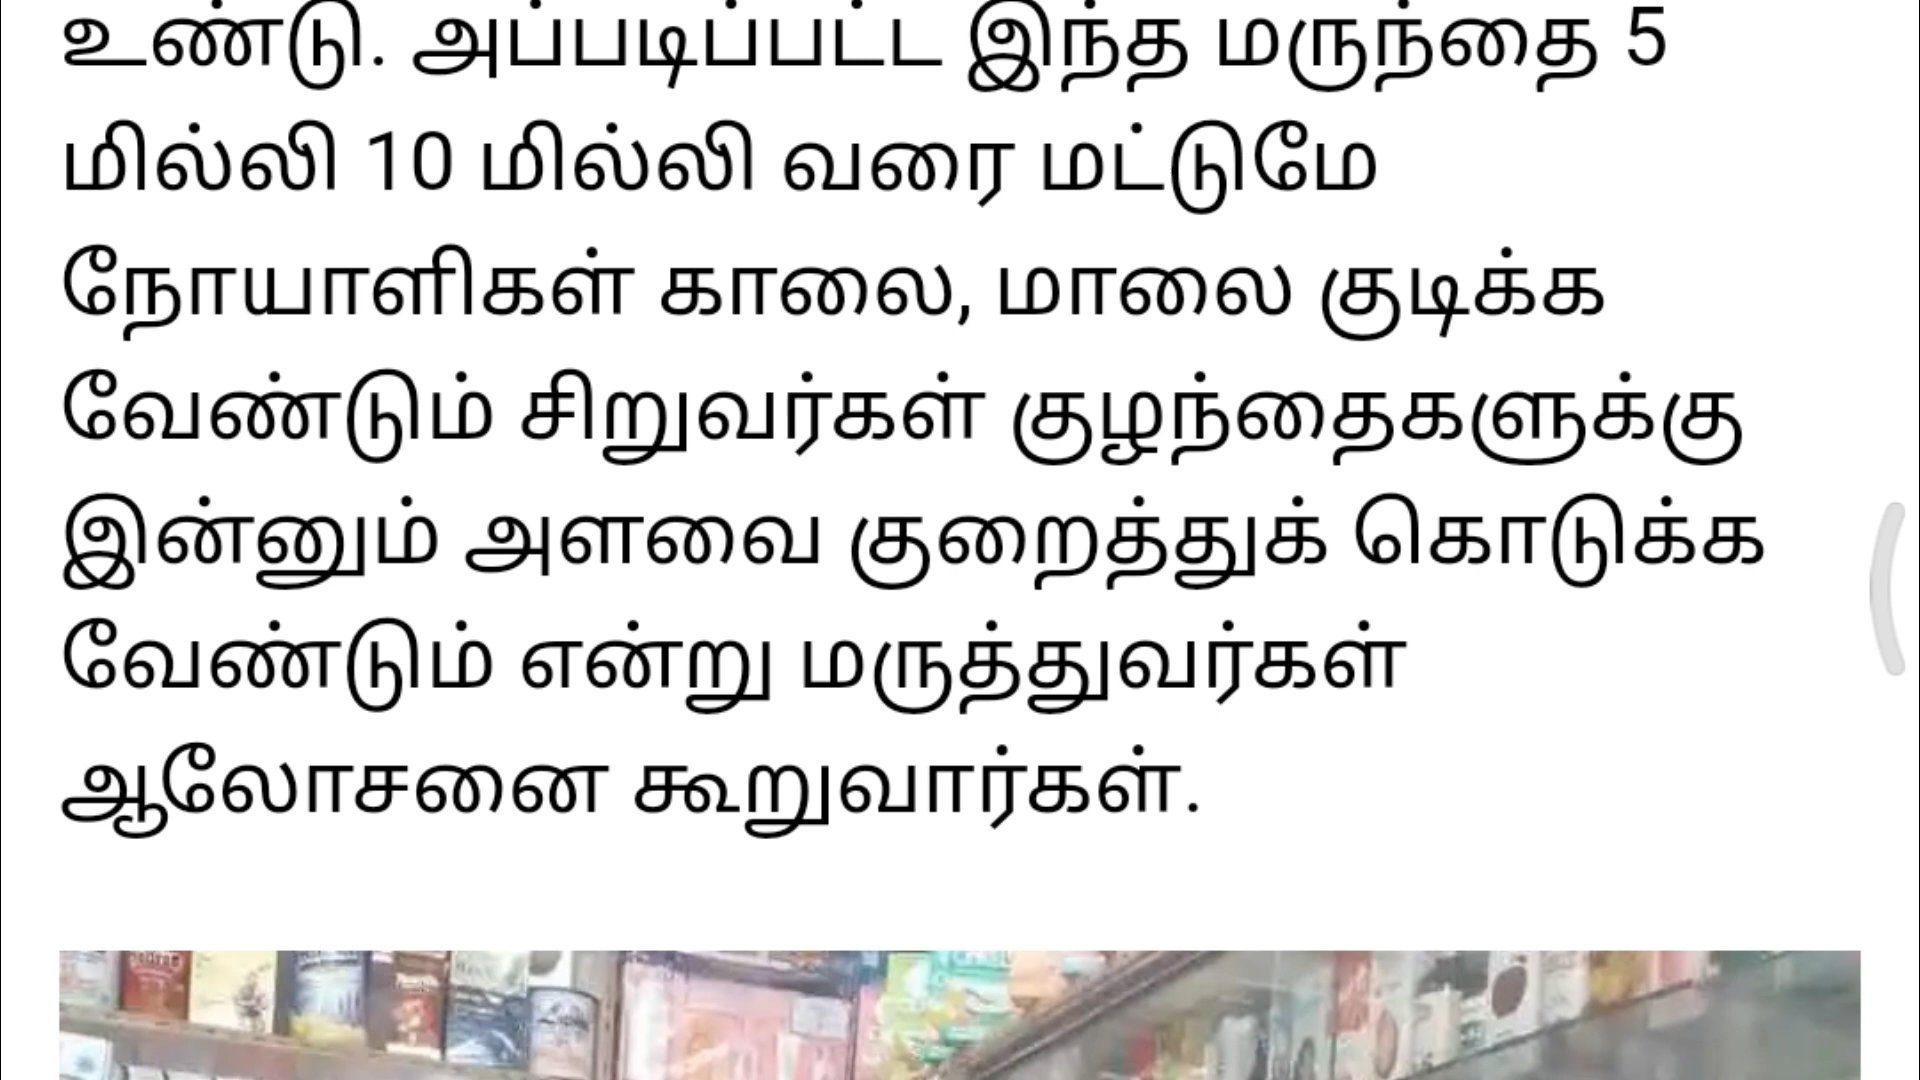 உண்டு. அப்படிப்பட்ட இந்த மருந்தை 5
மில்லி 10 மில்லி வரை மட்டுமே
நோயாளிகள் காலை, மாலை குடிக்க
வேண்டும் சிறுவர்கள் குழந்தைகளுக்கு
இன்னும் அளவை குறைத்துக் கொடுக்க
வேண்டும் என்று மருத்துவர்கள்
ஆலோசனை கூறுவார்கள்.